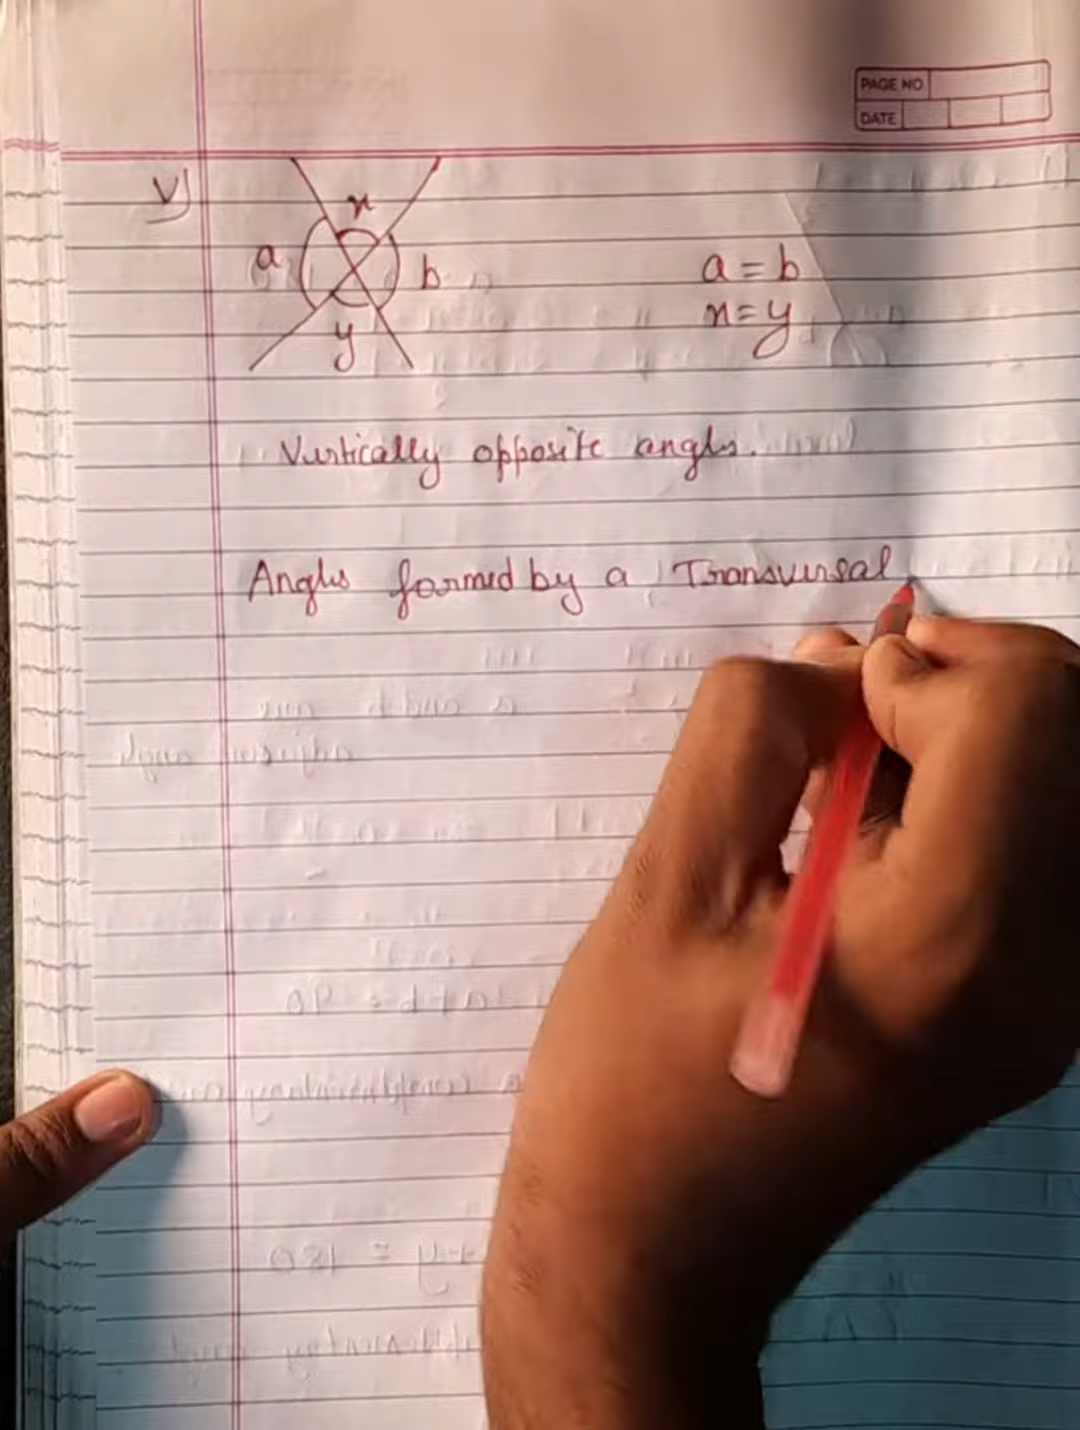 PAGE NO
DATE
V)
x
a
b
a = b
y
x = y
Vertically opposite angles.
Angles formed by a Transversal